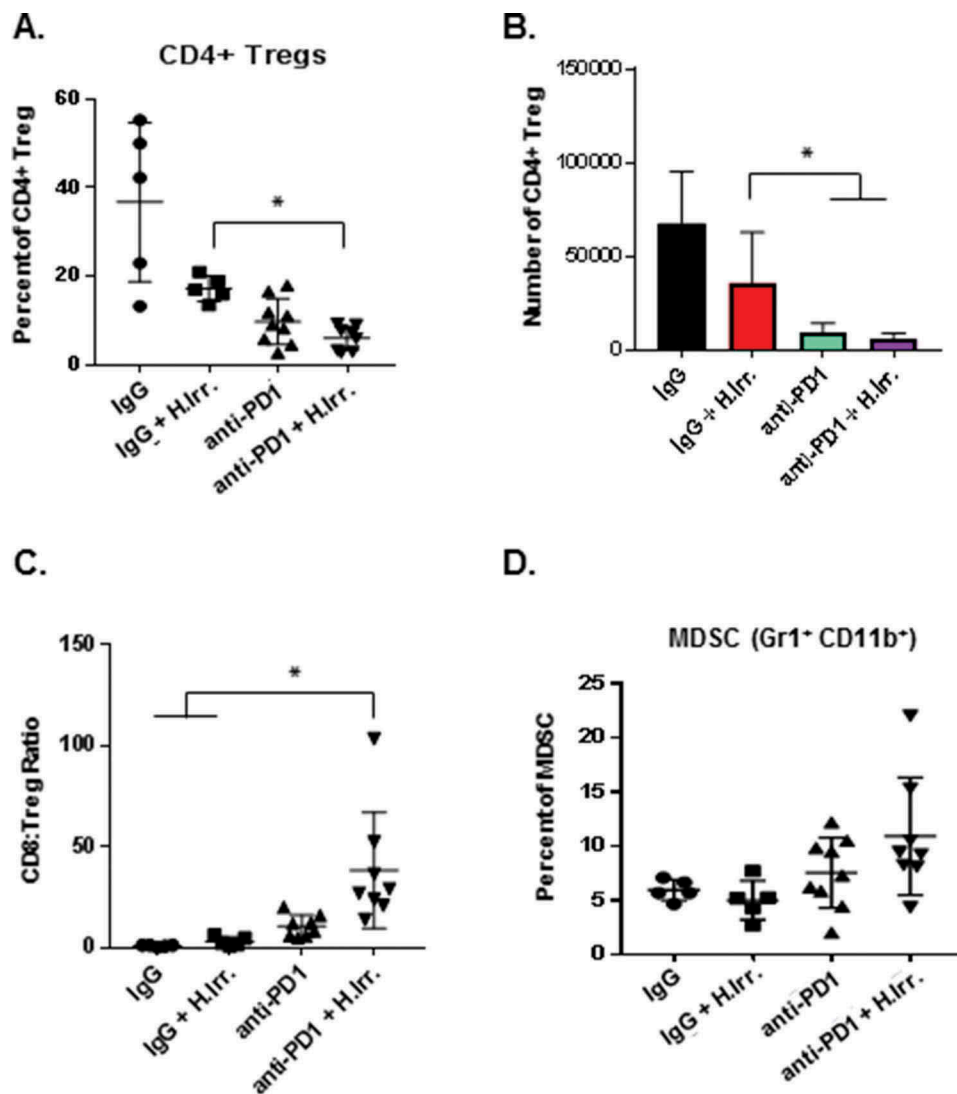 A.
CD4+ Tregs
Percent of CD4+ Treg
60
40
20
0
IgG
IgG + H.Irr.
anti-PD1
anti-PD1 + H.Irr.
*
B.
Number of CD4+ Treg
150000
100000
50000
0
IgG
IgG + H.Irr.
anti-PD1
anti-PD1 + H.Irr.
*
C.
CD8:Treg Ratio
150
100
50
0
IgG
IgG + H.Irr.
anti-PD1
anti-PD1 + H.Irr.
*
D.
MDSC (Gr1⁺ CD11b⁺)
Percent of MDSC
25
20
15
10
5
0
IgG
IgG + H.Irr.
anti-PD1
anti-PD1 + H.Irr.